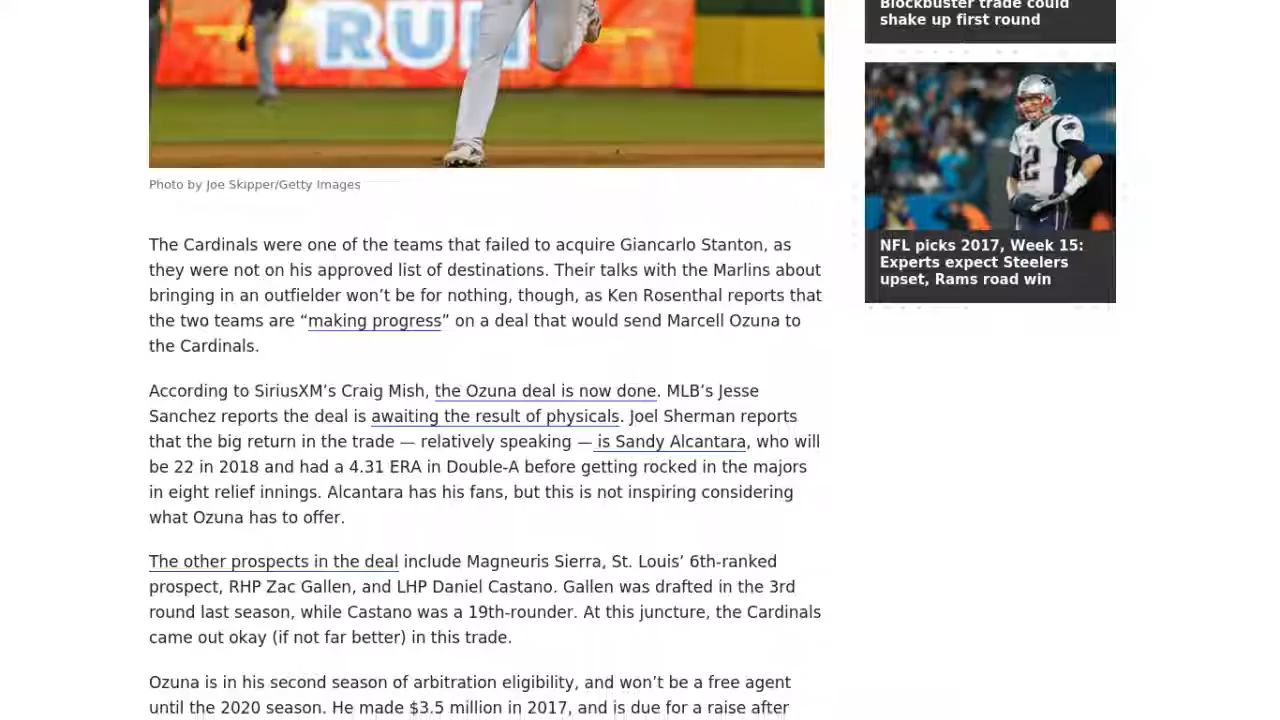 Blockbuster trade could
shake up first round
RUN
Photo by Joe Skipper/Getty Images
12
NFL picks 2017, Week 15:
Experts expect Steelers
upset, Rams road win
The Cardinals were one of the teams that failed to acquire Giancarlo Stanton, as
they were not on his approved list of destinations. Their talks with the Marlins about
bringing in an outfielder won’t be for nothing, though, as Ken Rosenthal reports that
the two teams are “making progress” on a deal that would send Marcell Ozuna to
the Cardinals.
According to SiriusXM’s Craig Mish, the Ozuna deal is now done. MLB’s Jesse
Sanchez reports the deal is awaiting the result of physicals. Joel Sherman reports
that the big return in the trade — relatively speaking — is Sandy Alcantara, who will
be 22 in 2018 and had a 4.31 ERA in Double-A before getting rocked in the majors
in eight relief innings. Alcantara has his fans, but this is not inspiring considering
what Ozuna has to offer.
The other prospects in the deal include Magneuris Sierra, St. Louis’ 6th-ranked
prospect, RHP Zac Gallen, and LHP Daniel Castano. Gallen was drafted in the 3rd
round last season, while Castano was a 19th-rounder. At this juncture, the Cardinals
came out okay (if not far better) in this trade.
Ozuna is in his second season of arbitration eligibility, and won’t be a free agent
until the 2020 season. He made $3.5 million in 2017, and is due for a raise after